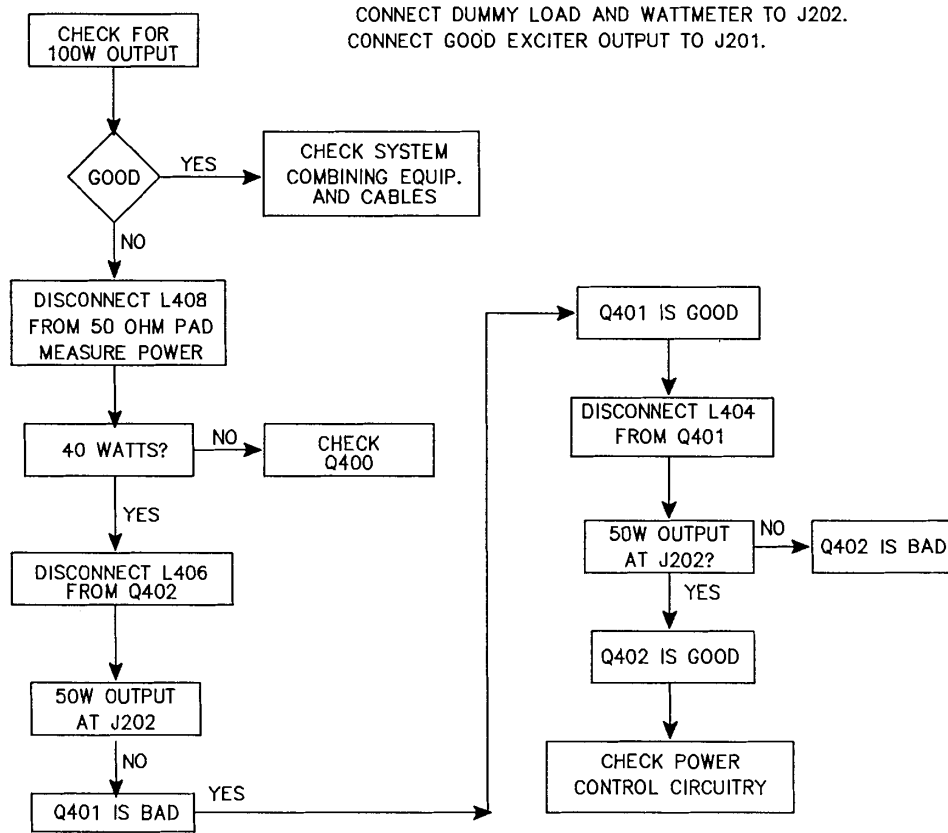 CONNECT DUMMY LOAD AND WATTMETER TO J202.
CONNECT GOOD EXCITER OUTPUT TO J201.
CHECK FOR
100W OUTPUT
GOOD
YES
CHECK SYSTEM
COMBINING EQUIP.
AND CABLES
NO
DISCONNECT L408
FROM 50 OHM PAD
MEASURE POWER
40 WATTS?
NO
CHECK
Q400
YES
DISCONNECT L406
FROM Q402
50W OUTPUT
AT J202
NO
Q401 IS BAD
YES
Q401 IS GOOD
DISCONNECT L404
FROM Q401
50W OUTPUT
AT J202?
NO
Q402 IS BAD
YES
Q402 IS GOOD
CHECK POWER
CONTROL CIRCUITRY